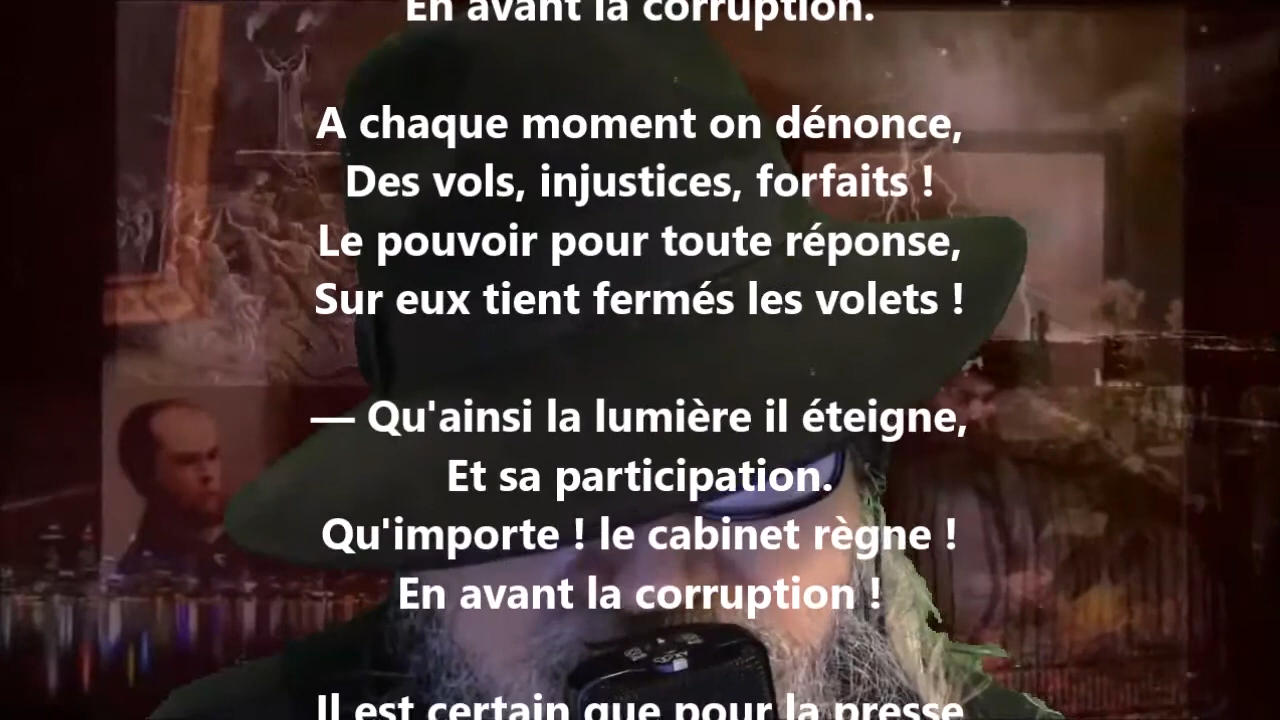 En avant la corruption.
A chaque moment on dénonce,
Des vols, injustices, forfaits !
Le pouvoir pour toute réponse,
Sur eux tient fermés les volets !
— Qu'ainsi la lumière il éteigne,
Et sa participation.
Qu'importe ! le cabinet règne !
En avant la corruption !
Il est certain que pour la presse